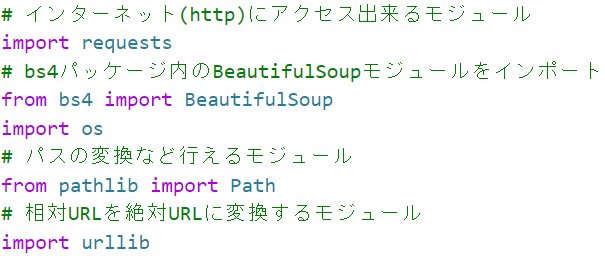 # インターネット(http)にアクセス出来るモジュール
import requests
# bs4パッケージ内のBeautifulSoupモジュールをインポート
from bs4 import BeautifulSoup
import os
# パスの変換など行えるモジュール
from pathlib import Path
# 相対URLを絶対URLに変換するモジュール
import urllib